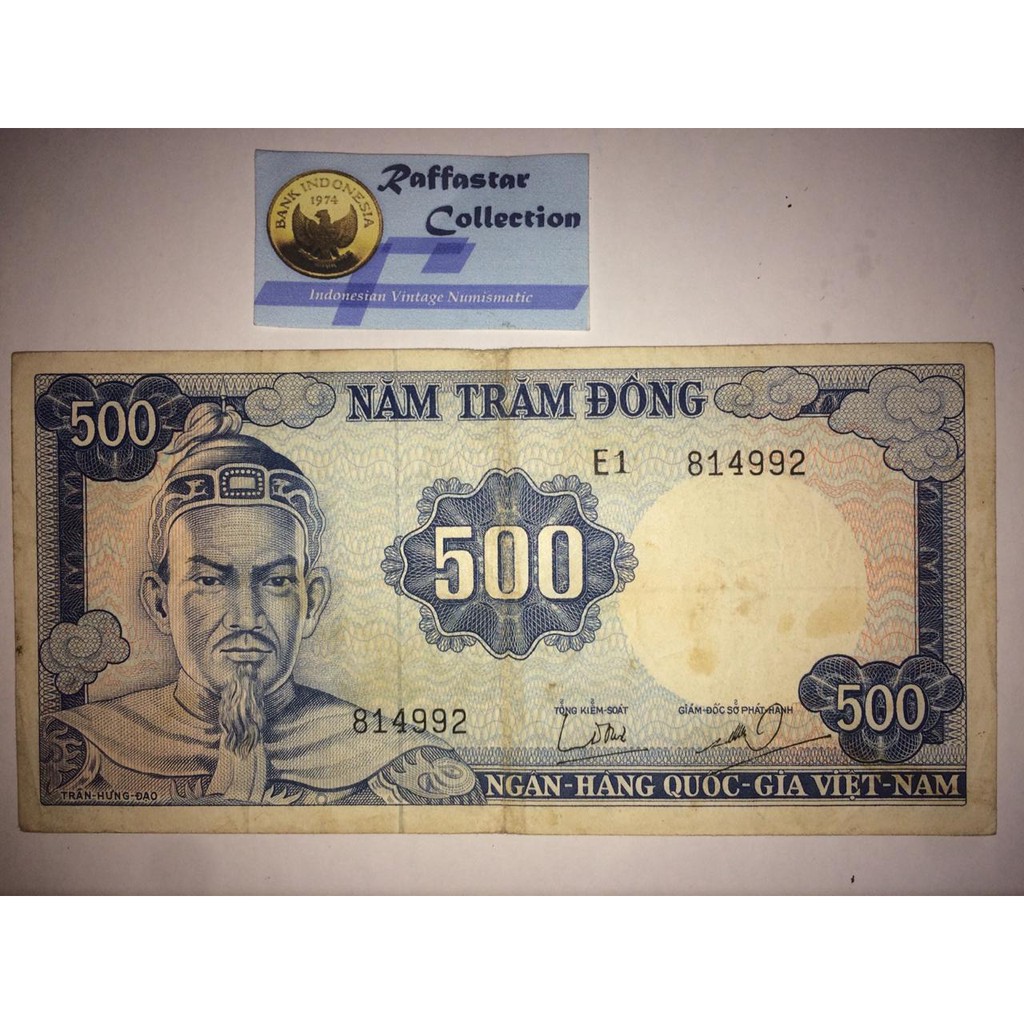 BANK INDONESIA
1974
Raffastar
Collection
Indonesian Vintage Numismatic
500
NĂM TRĂM ĐỒNG
E1 814992
500
814992
TỔNG KIỂM-SOÁT
GIÁM-ĐỐC SỞ PHÁT-HÀNH
500
TRẦN-HƯNG-ĐẠO
NGÂN-HÀNG QUỐC-GIA VIỆT-NAM